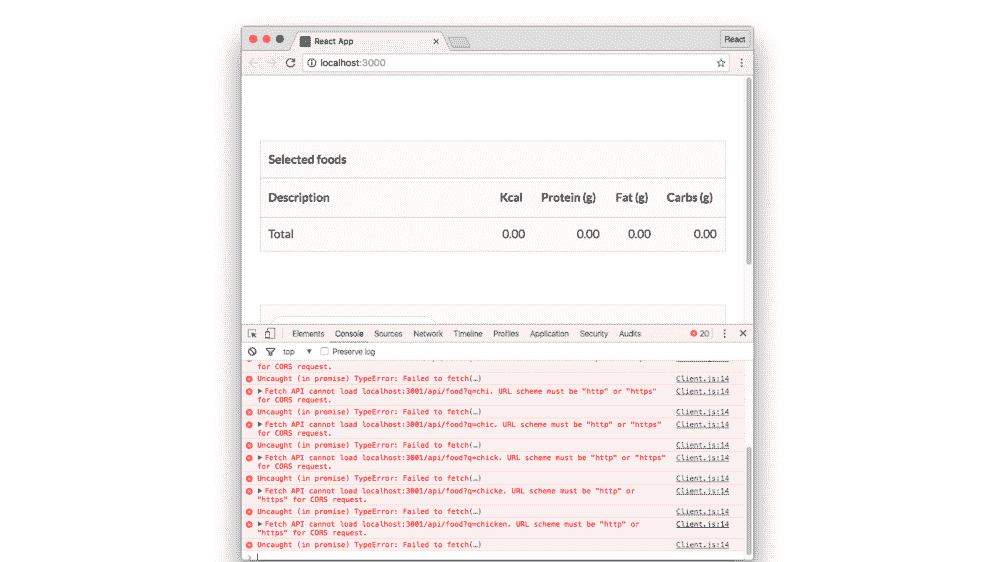 React App
React
localhost:3000
Selected foods
Description Kcal Protein (g) Fat (g) Carbs (g)
Total 0.00 0.00 0.00 0.00
Elements Console Sources Network Timeline Profiles Application Security Audits 20
top Preserve log
for CORS request.
Uncaught (in promise) TypeError: Failed to fetch(…) Client.js:14
Fetch API cannot load localhost:3001/api/food?q=chi. URL scheme must be "http" or "https" Client.js:14
for CORS request.
Uncaught (in promise) TypeError: Failed to fetch(…) Client.js:14
Fetch API cannot load localhost:3001/api/food?q=chic. URL scheme must be "http" or "https" Client.js:14
for CORS request.
Uncaught (in promise) TypeError: Failed to fetch(…) Client.js:14
Fetch API cannot load localhost:3001/api/food?q=chick. URL scheme must be "http" or "https" Client.js:14
for CORS request.
Uncaught (in promise) TypeError: Failed to fetch(…) Client.js:14
Fetch API cannot load localhost:3001/api/food?q=chicke. URL scheme must be "http" or Client.js:14
"https" for CORS request.
Uncaught (in promise) TypeError: Failed to fetch(…) Client.js:14
Fetch API cannot load localhost:3001/api/food?q=chicken. URL scheme must be "http" or Client.js:14
"https" for CORS request.
Uncaught (in promise) TypeError: Failed to fetch(…) Client.js:14